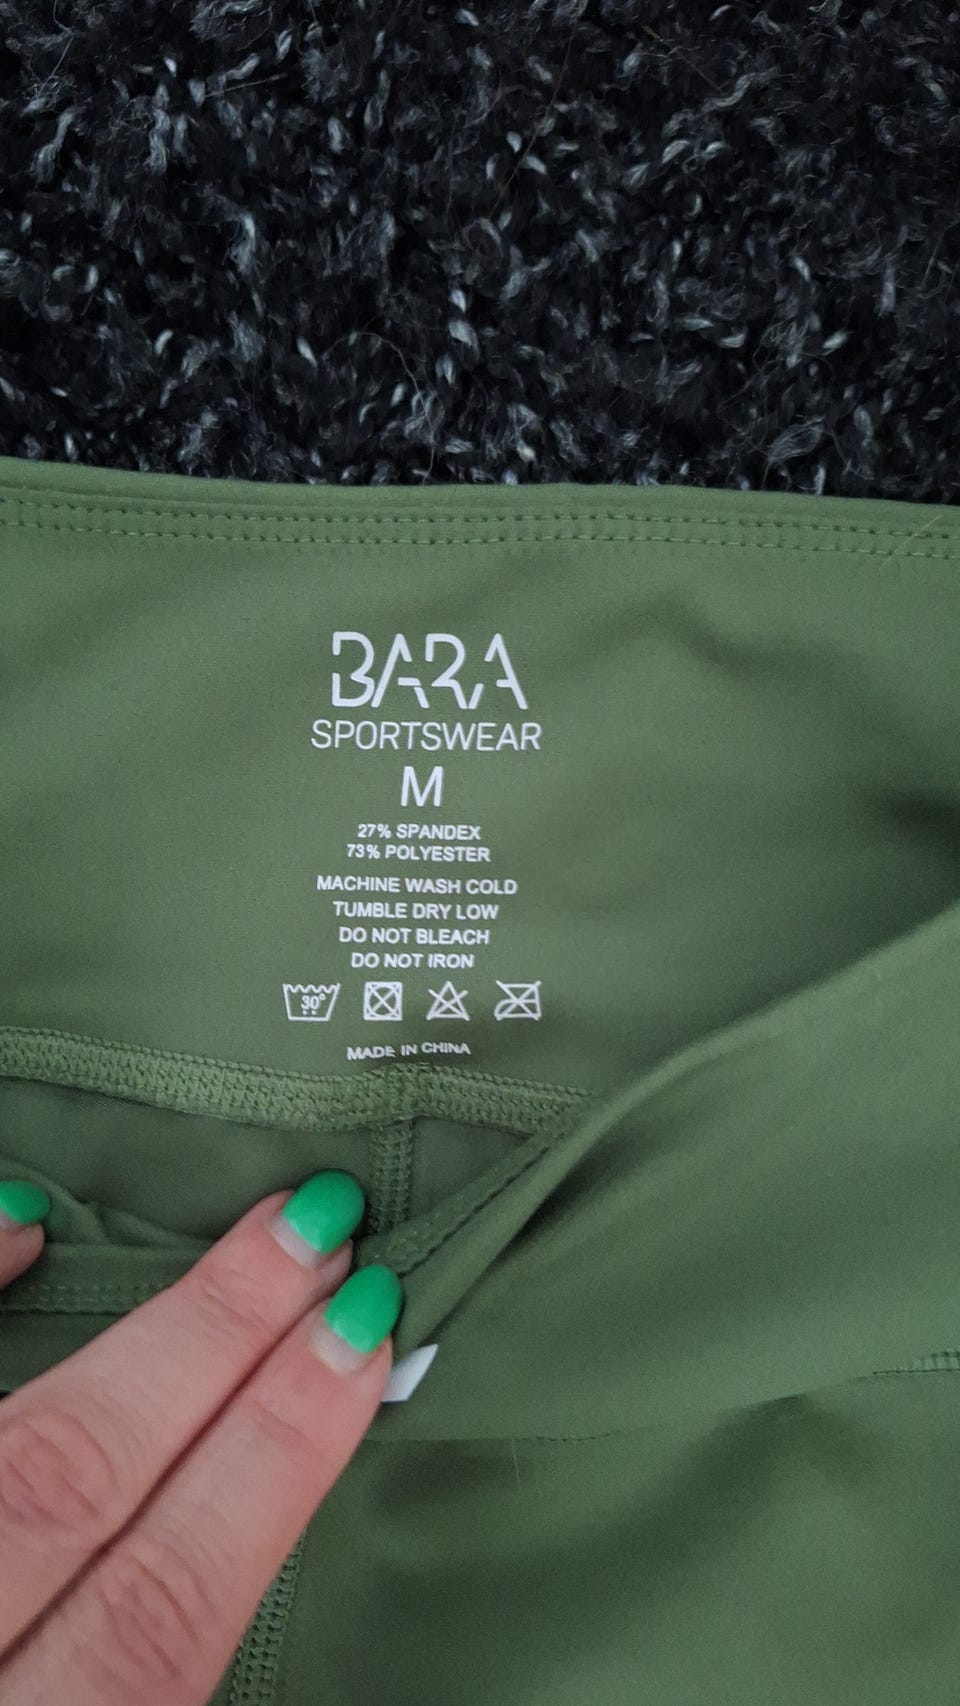 BARA
SPORTSWEAR
M
27% SPANDEX
73% POLYESTER
MACHINE WASH COLD
TUMBLE DRY LOW
DO NOT BLEACH
DO NOT IRON
30°
MADE IN CHINA